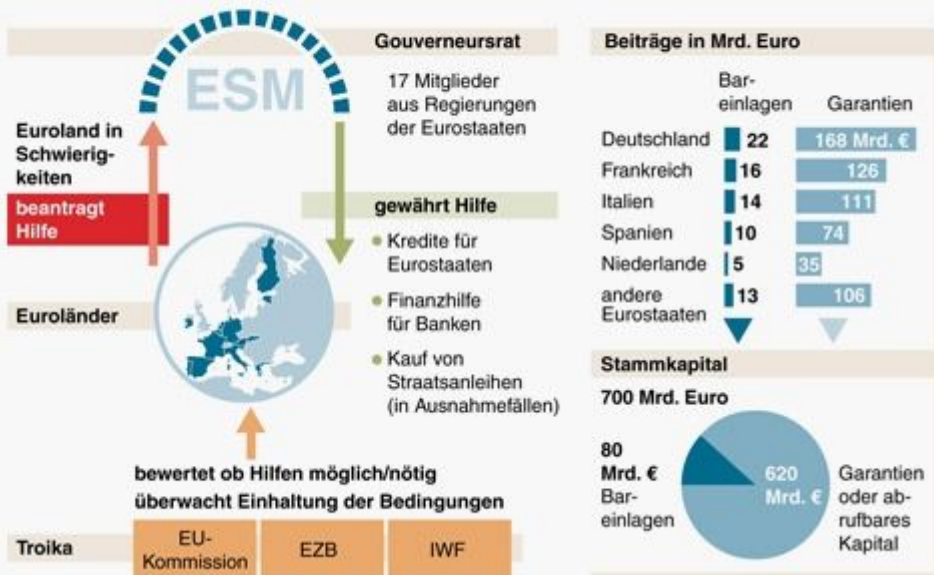 Gouverneursrat
ESM
17 Mitglieder
aus Regierungen
der Eurostaaten
Euroland in
Schwierig-
keiten
beantragt
Hilfe
gewährt Hilfe
Kredite für
Eurostaaten
Finanzhilfe
für Banken
Kauf von
Straatsanleihen
(in Ausnahmefällen)
Euroländer
bewertet ob Hilfen möglich/nötig
überwacht Einhaltung der Bedingungen
Troika
EU-
Kommission
EZB
IWF
Beiträge in Mrd. Euro
Bar-
einlagen
Garantien
Deutschland 22 168 Mrd. €
Frankreich 16 126
Italien 14 111
Spanien 10 74
Niederlande 5 35
andere 13 106
Eurostaaten
Stammkapital
700 Mrd. Euro
80
Mrd. €
Bar-
einlagen
620
Mrd. €
Garantien
oder ab-
rufbares
Kapital